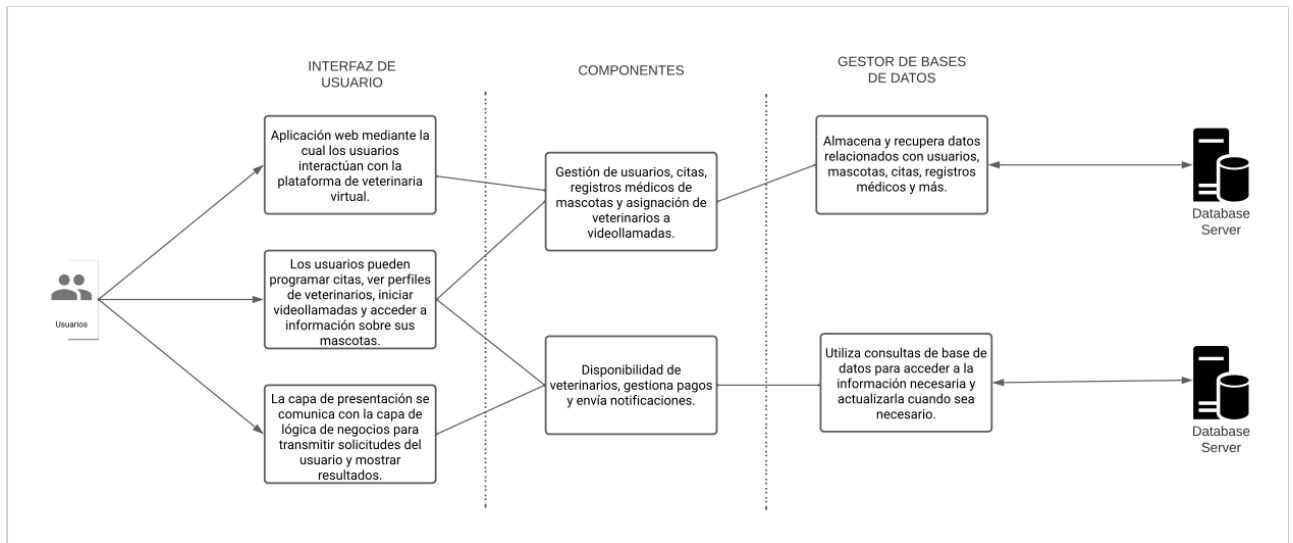 INTERFAZ DE
USUARIO
COMPONENTES
GESTOR DE BASES
DE DATOS
Usuarios
Aplicación web mediante la
cual los usuarios
interactúan con la
plataforma de veterinaria
virtual.
Los usuarios pueden
programar citas, ver perfiles
de veterinarios, iniciar
videollamadas y acceder a
información sobre sus
mascotas.
La capa de presentación se
comunica con la capa de
lógica de negocios para
transmitir solicitudes del
usuario y mostrar
resultados.
Gestión de usuarios, citas,
registros médicos de
mascotas y asignación de
veterinarios a
videollamadas.
Disponibilidad de
veterinarios, gestiona pagos
y envía notificaciones.
Almacena y recupera datos
relacionados con usuarios,
mascotas, citas, registros
médicos y más.
Utiliza consultas de base de
datos para acceder a la
información necesaria y
actualizarla cuando sea
necesario.
Database
Server
Database
Server